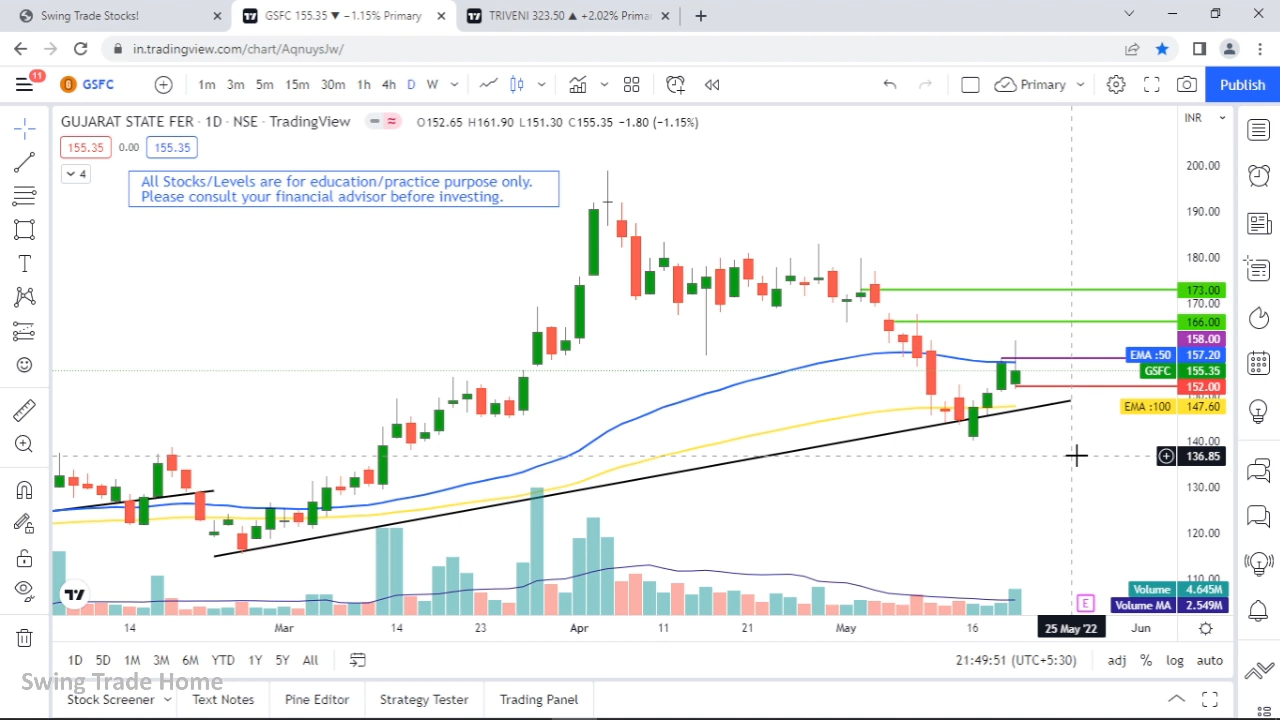 Swing Trade Stocks!
GSFC 155.35 ▼ −1.15% Primary
TRIVENI 323.50 ▲ +2.02% Prima
in.tradingview.com/chart/AqnuysJw/
11
GSFC
1m 3m 5m 15m 30m 1h 4h D W
Primary
Publish
GUJARAT STATE FER · 1D · NSE · TradingView
O152.65 H161.90 L151.30 C155.35 −1.80 (−1.15%)
INR
155.35 0.00 155.35
4
All Stocks/Levels are for education/practice purpose only.
Please consult your financial advisor before investing.
200.00
190.00
180.00
173.00
170.00
166.00
158.00
EMA :50 157.20
GSFC 155.35
152.00
EMA :100 147.60
140.00
136.85
130.00
120.00
110.00
Volume 4.645M
Volume MA 2.549M
E
14 Mar 14 23 Apr 11 21 May 16 25 May '22 Jun
1D 5D 1M 3M 6M YTD 1Y 5Y All
21:49:51 (UTC+5:30) adj % log auto
Swing Trade Home
Stock Screener Text Notes Pine Editor Strategy Tester Trading Panel